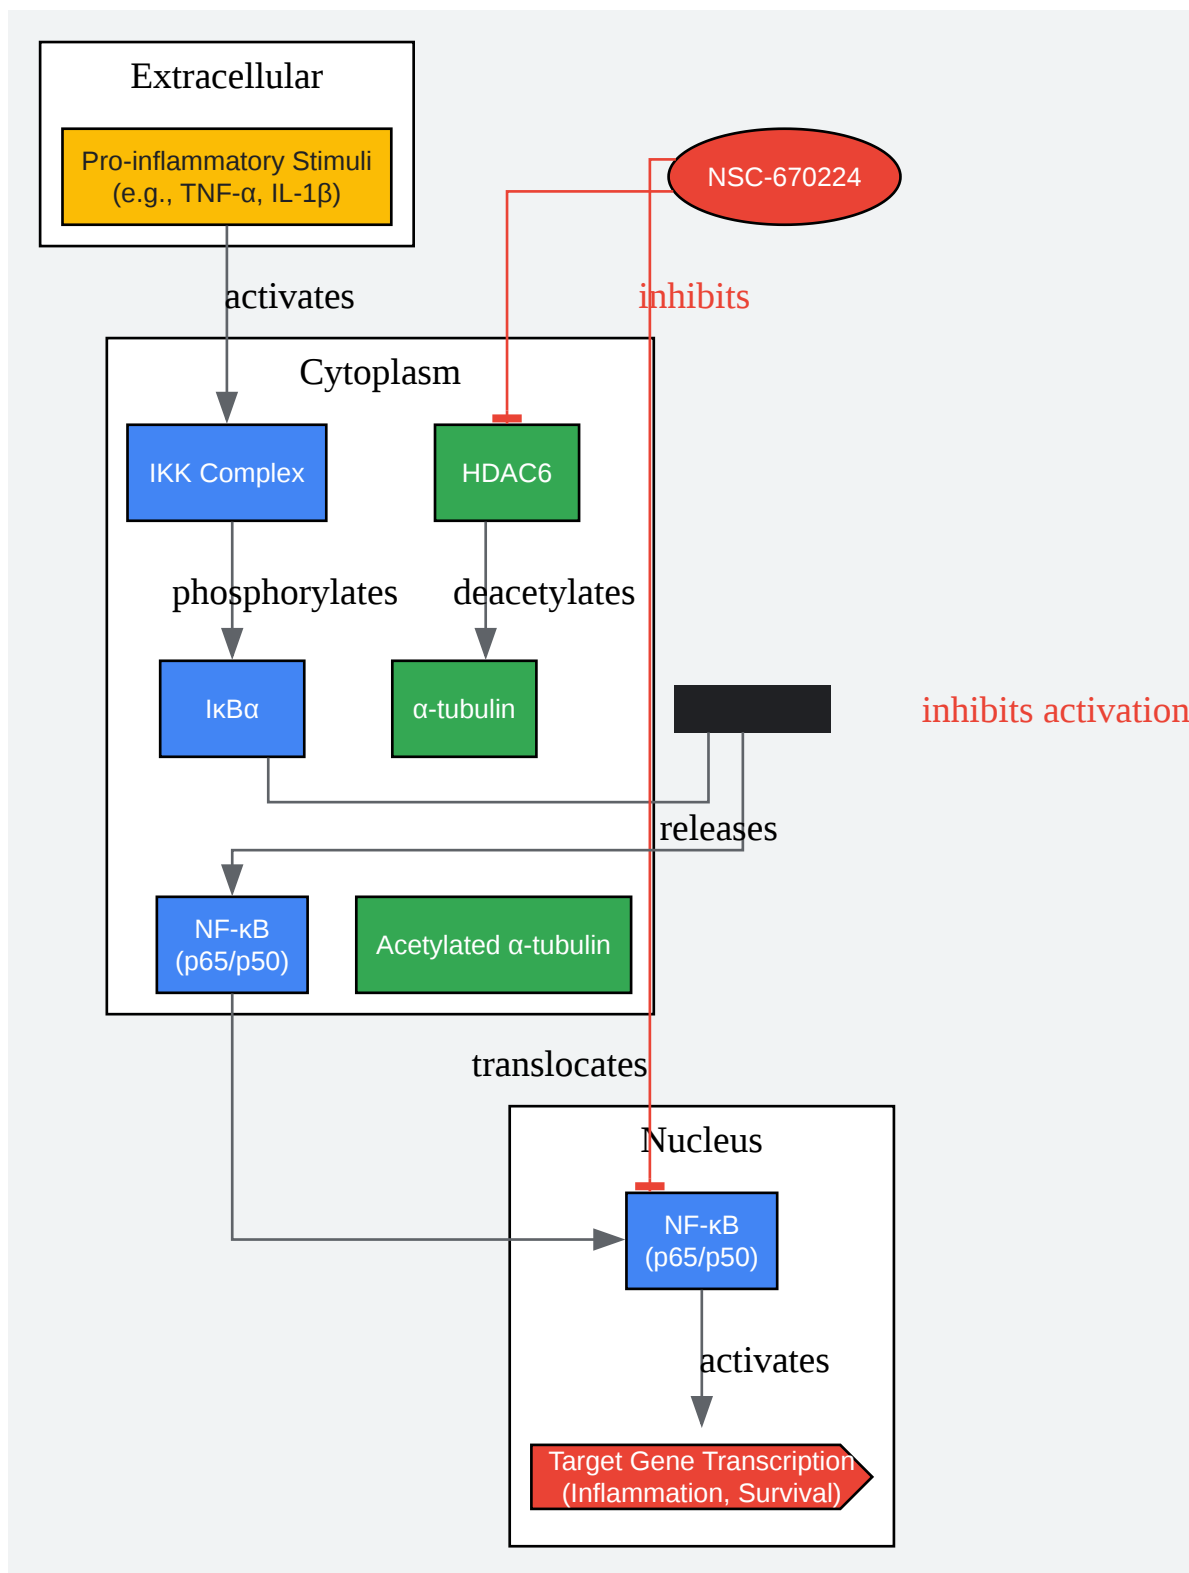 Extracellular
Pro-inflammatory Stimuli
(e.g., TNF-α, IL-1β)
NSC-670224
activates
inhibits
Cytoplasm
IKK Complex
HDAC6
phosphorylates
deacetylates
IκBα
α-tubulin
inhibits activation
releases
NF-κB
(p65/p50)
Acetylated α-tubulin
translocates
Nucleus
NF-κB
(p65/p50)
activates
Target Gene Transcription
(Inflammation, Survival)